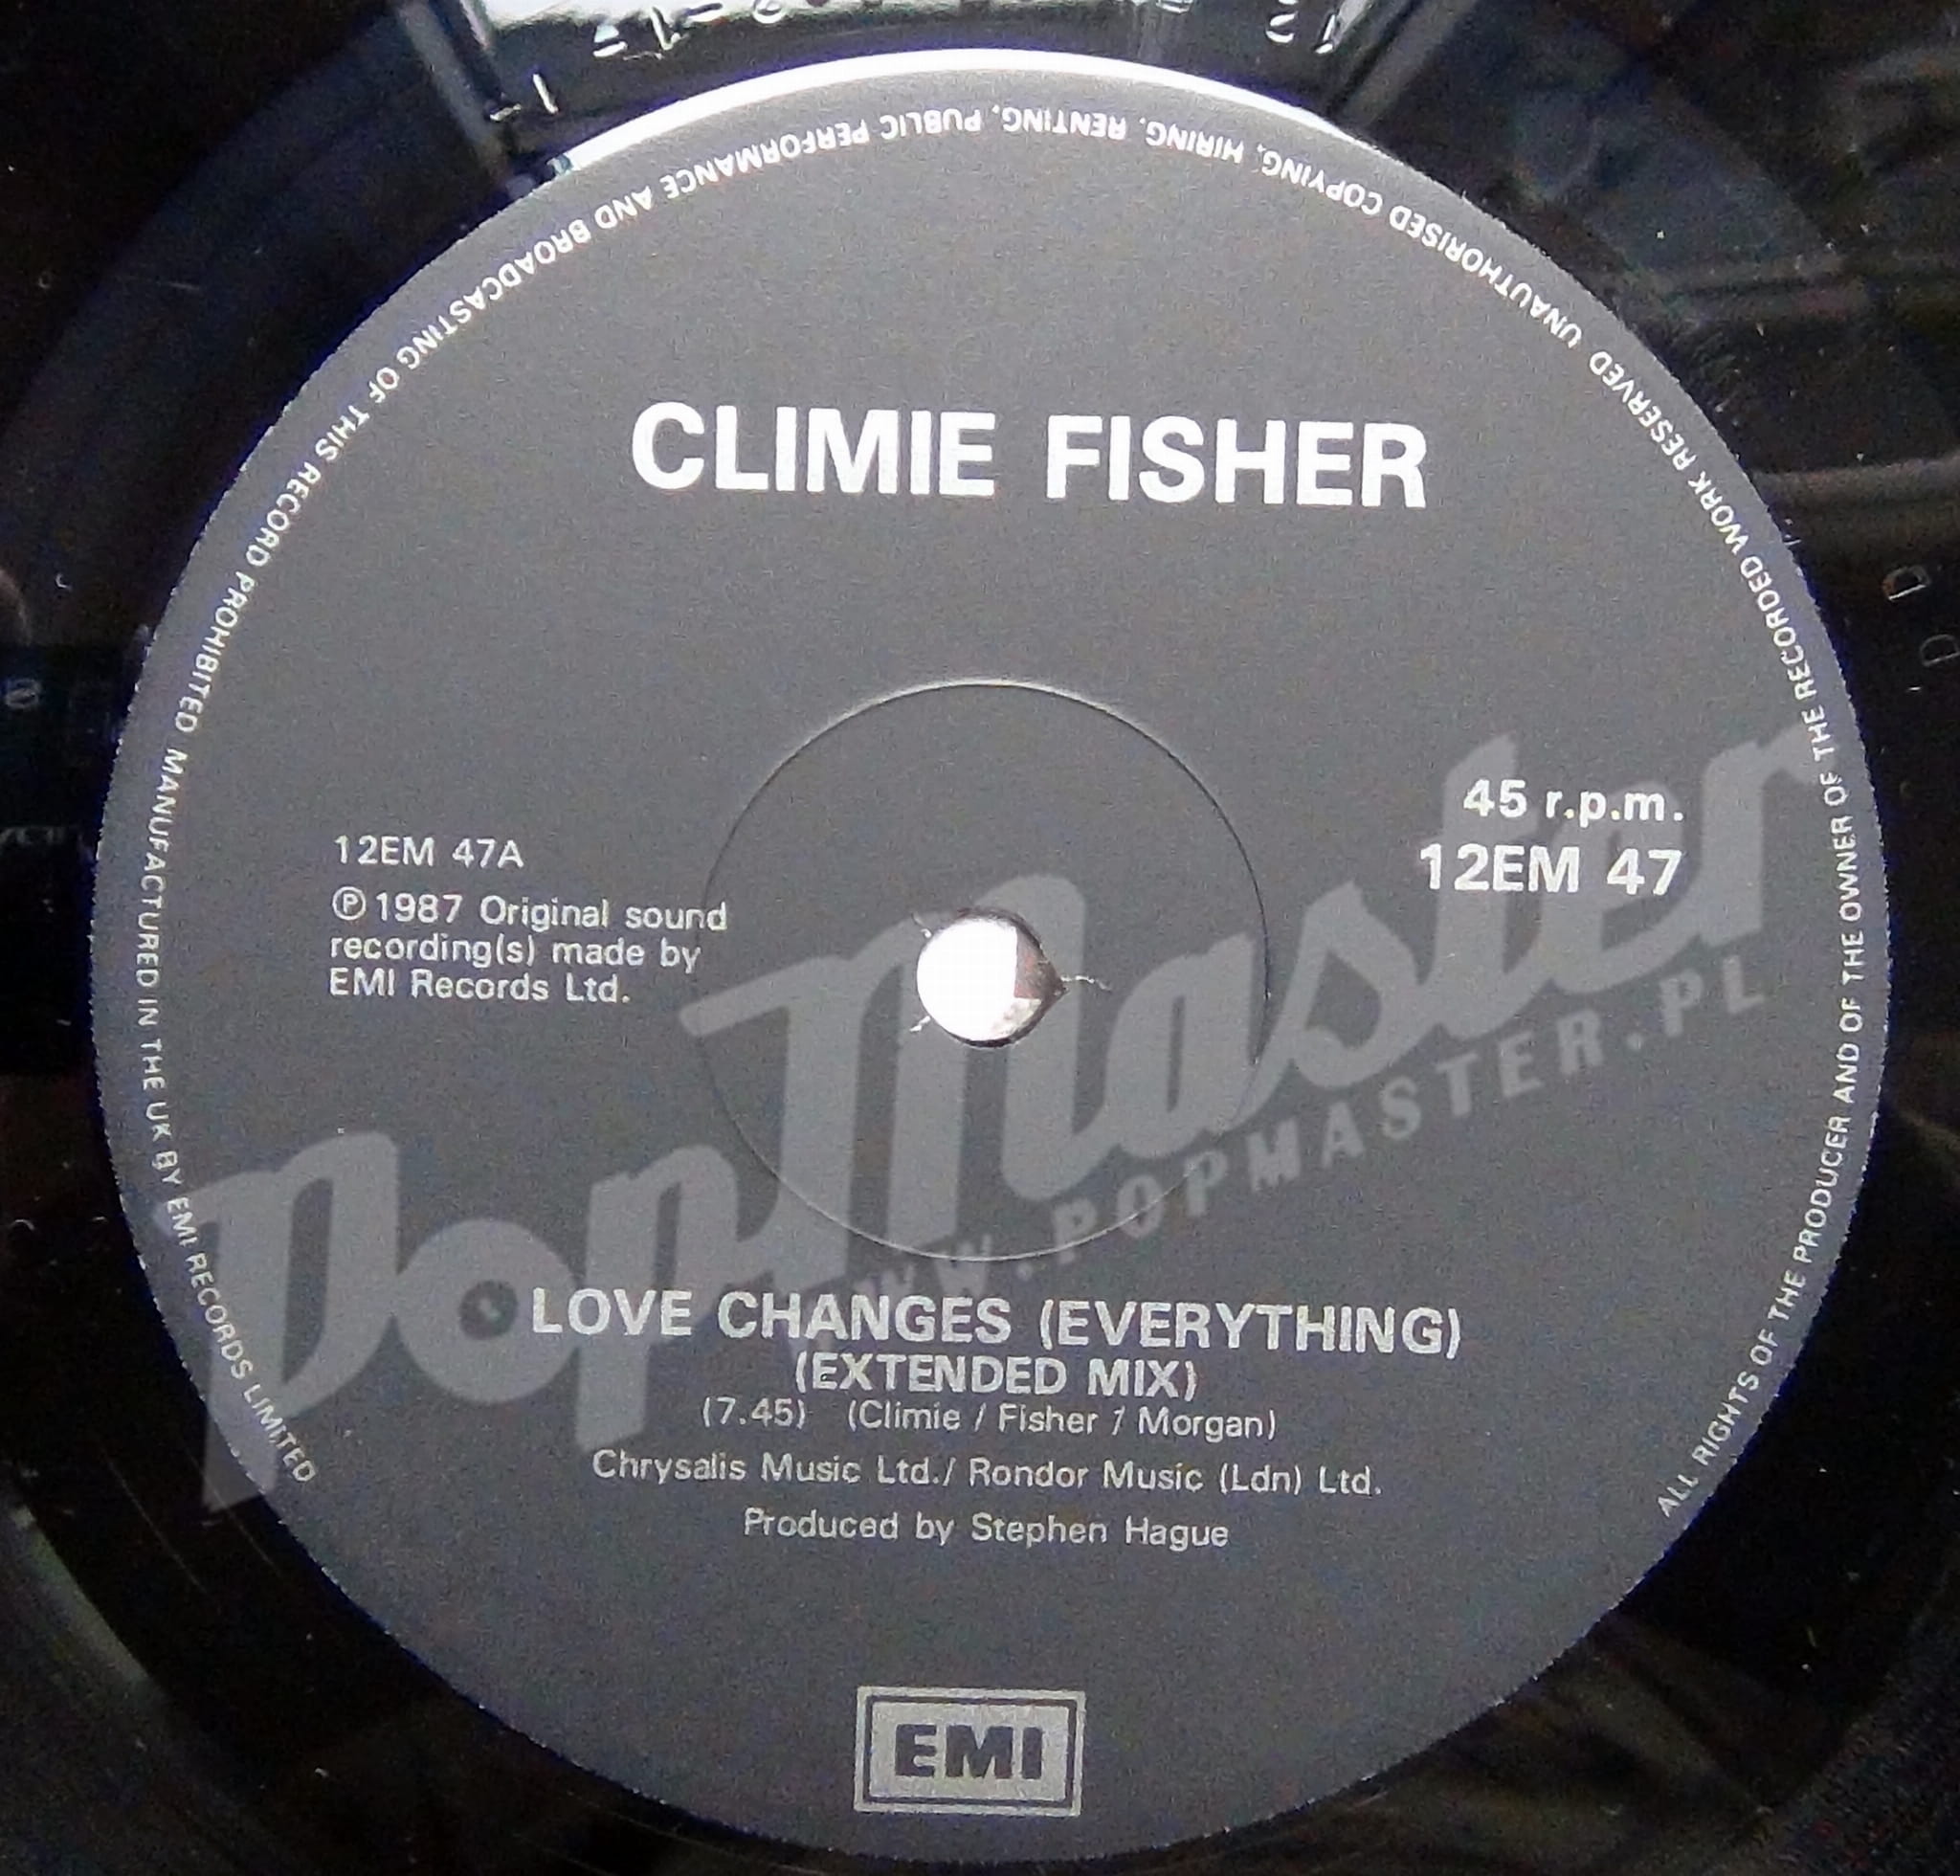 ALL RIGHTS OF THE PRODUCER AND OF THE OWNER OF THE RECORDED WORK RESERVED UNAUTHORISED COPYING, HIRING, RENTING, PUBLIC PERFORMANCE AND BROADCASTING OF THIS RECORD PROHIBITED MANUFACTURED IN THE UK BY EMI RECORDS LIMITED
CLIMIE FISHER
45 r.p.m.
12EM 47
12EM 47A
℗ 1987 Original sound
recording(s) made by
EMI Records Ltd.
PopMaster
WWW.POPMASTER.PL
LOVE CHANGES (EVERYTHING)
(EXTENDED MIX)
(7.45) (Climie / Fisher / Morgan)
Chrysalis Music Ltd./ Rondor Music (Ldn) Ltd.
Produced by Stephen Hague
EMI